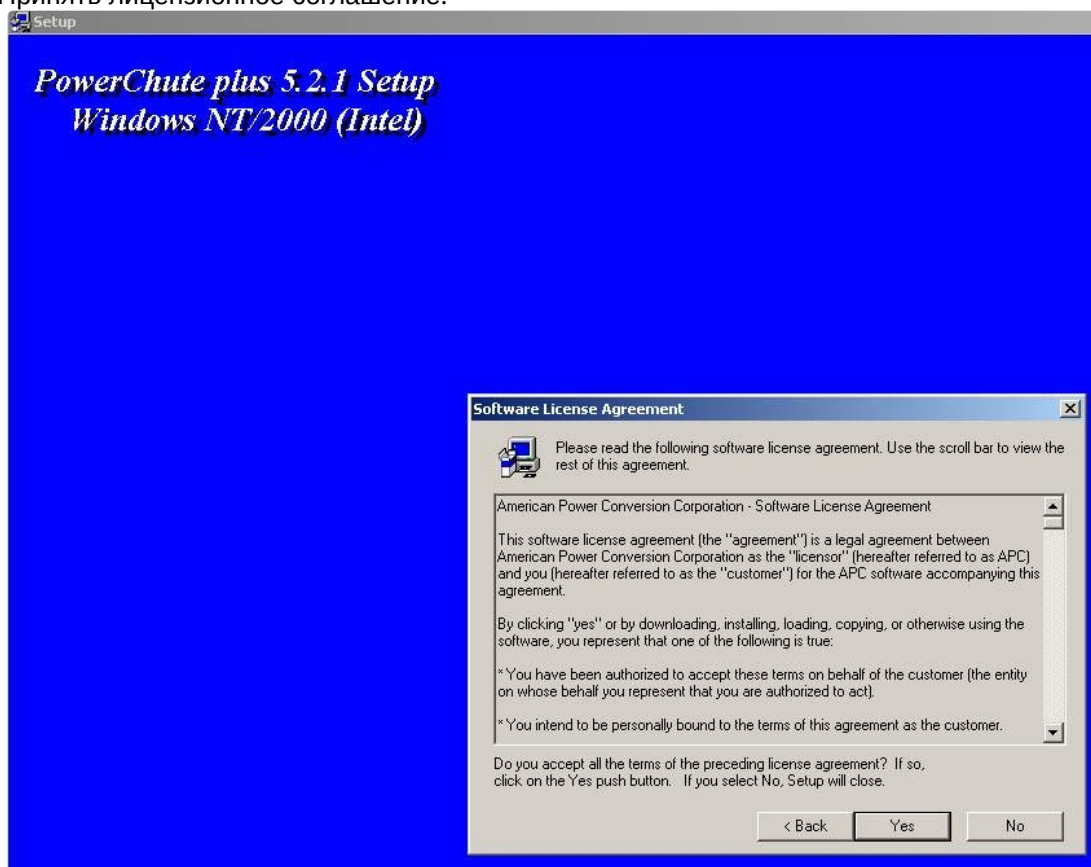 Принять лицензионное соглашение.
Setup
PowerChute plus 5.2.1 Setup
Windows NT/2000 (Intel)
Software License Agreement
Please read the following software license agreement. Use the scroll bar to view the
rest of this agreement.
American Power Conversion Corporation - Software License Agreement
This software license agreement (the "agreement") is a legal agreement between
American Power Conversion Corporation as the "licensor" (hereafter referred to as APC)
and you (hereafter referred to as the "customer") for the APC software accompanying this
agreement.
By clicking "yes" or by downloading, installing, loading, copying, or otherwise using the
software, you represent that one of the following is true:
* You have been authorized to accept these terms on behalf of the customer (the entity
on whose behalf you represent that you are authorized to act).
* You intend to be personally bound to the terms of this agreement as the customer.
Do you accept all the terms of the preceding license agreement? If so,
click on the Yes push button. If you select No, Setup will close.
< Back
Yes
No